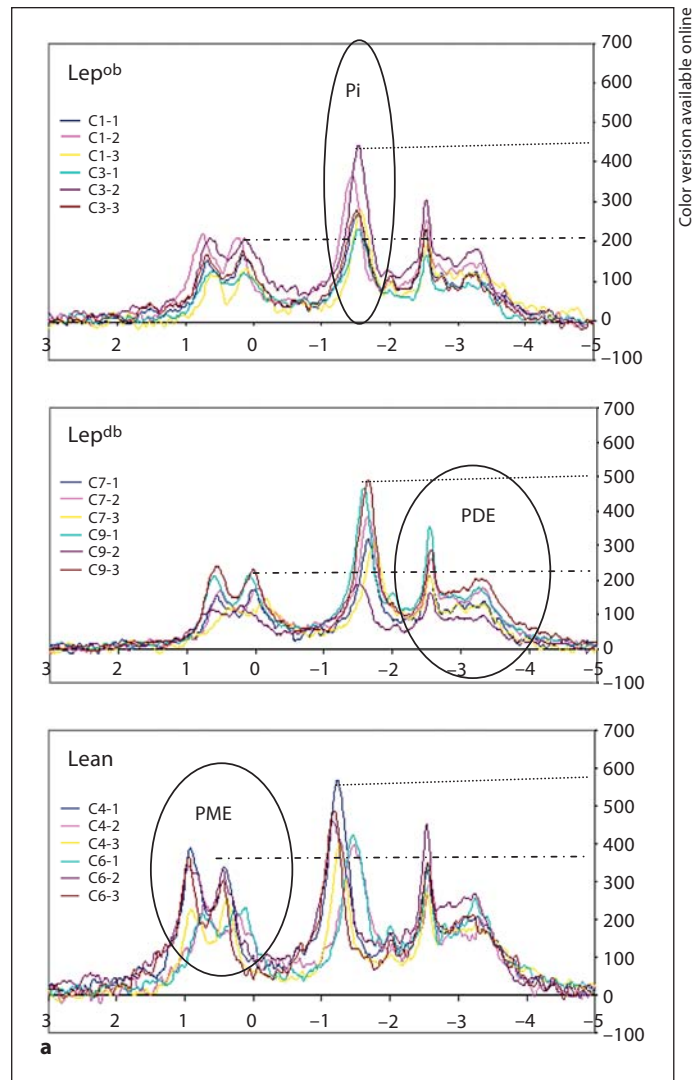 Color version available online
Lepob
Pi
C1-1
C1-2
C1-3
C3-1
C3-2
C3-3
700
600
500
400
300
200
100
0
–100
3 2 1 0 –1 –2 –3 –4 –5
Lepdb
PDE
C7-1
C7-2
C7-3
C9-1
C9-2
C9-3
700
600
500
400
300
200
100
0
–100
3 2 1 0 –1 –2 –3 –4 –5
Lean
PME
C4-1
C4-2
C4-3
C6-1
C6-2
C6-3
700
600
500
400
300
200
100
0
–100
3 2 1 0 –1 –2 –3 –4 –5
a